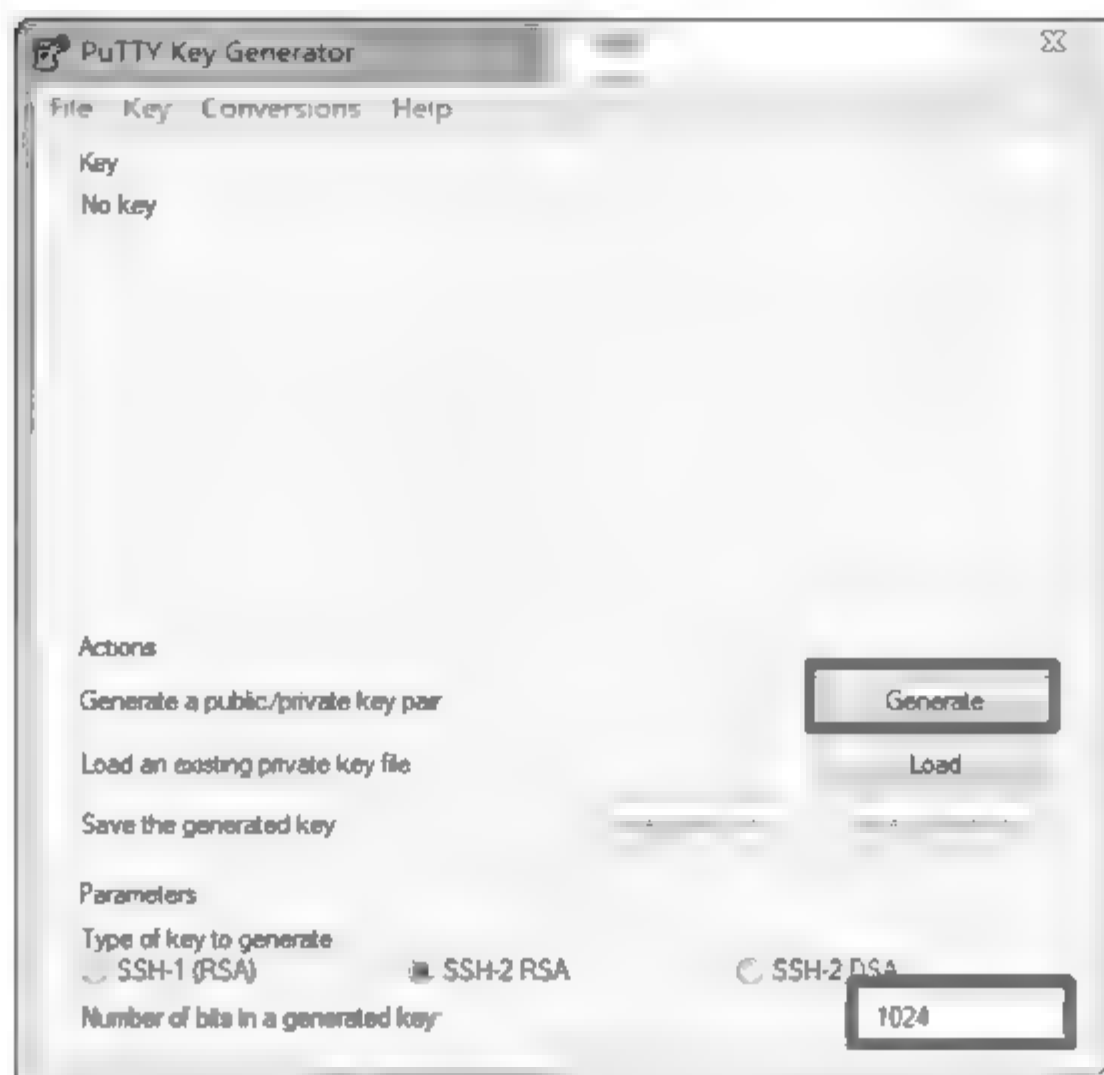 PuTTY Key Generator
File Key Conversions Help
Key
No key
Actions
Generate a public/private key pair Generate
Load an existing private key file Load
Save the generated key
Parameters
Type of key to generate
SSH-1 (RSA) SSH-2 RSA SSH-2 DSA
Number of bits in a generated key: 1024